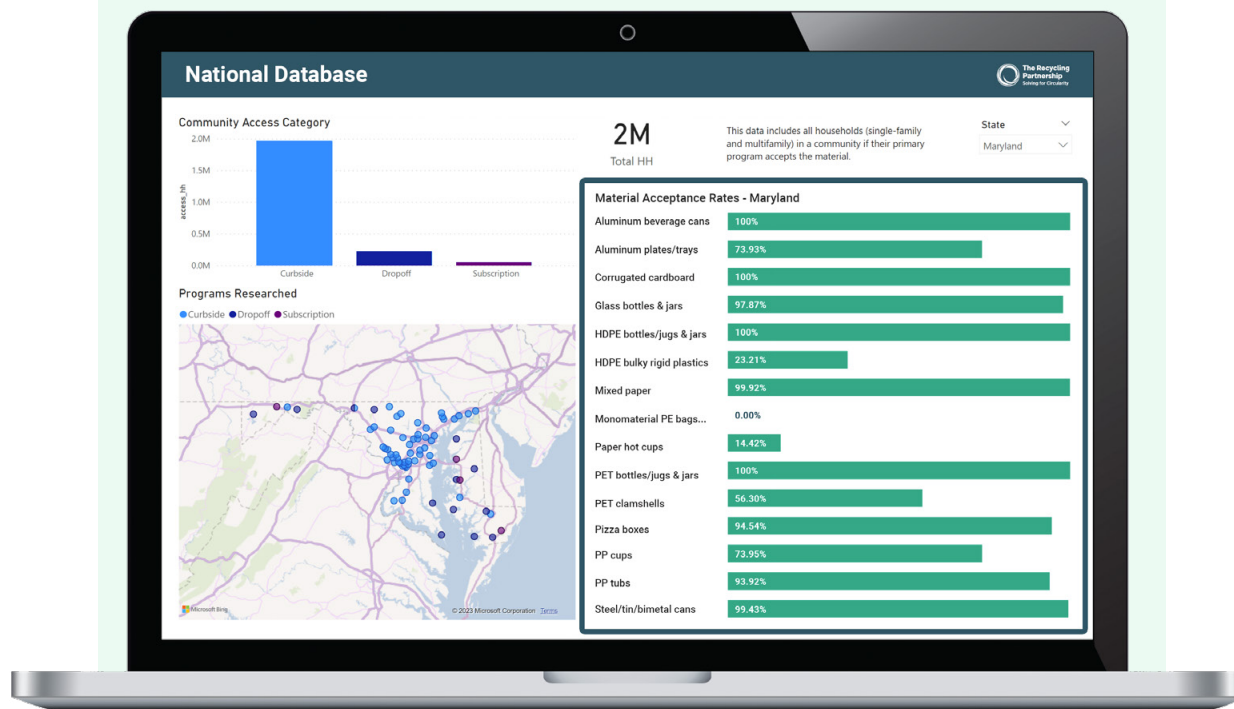 National Database
The Recycling
Partnership
Solving for Circularity
Community Access Category
2.0M
1.5M
1.0M
0.5M
0.0M
access_hh
Curbside Dropoff Subscription
2M
Total HH
This data includes all households (single-family
and multifamily) in a community if their primary
program accepts the material.
State
Maryland
Programs Researched
Curbside Dropoff Subscription
Microsoft Bing
© 2023 Microsoft Corporation Terms
Material Acceptance Rates - Maryland
Aluminum beverage cans 100%
Aluminum plates/trays 73.93%
Corrugated cardboard 100%
Glass bottles & jars 97.87%
HDPE bottles/jugs & jars 100%
HDPE bulky rigid plastics 23.21%
Mixed paper 99.92%
Monomaterial PE bags... 0.00%
Paper hot cups 14.42%
PET bottles/jugs & jars 100%
PET clamshells 56.30%
Pizza boxes 94.54%
PP cups 73.95%
PP tubs 93.92%
Steel/tin/bimetal cans 99.43%